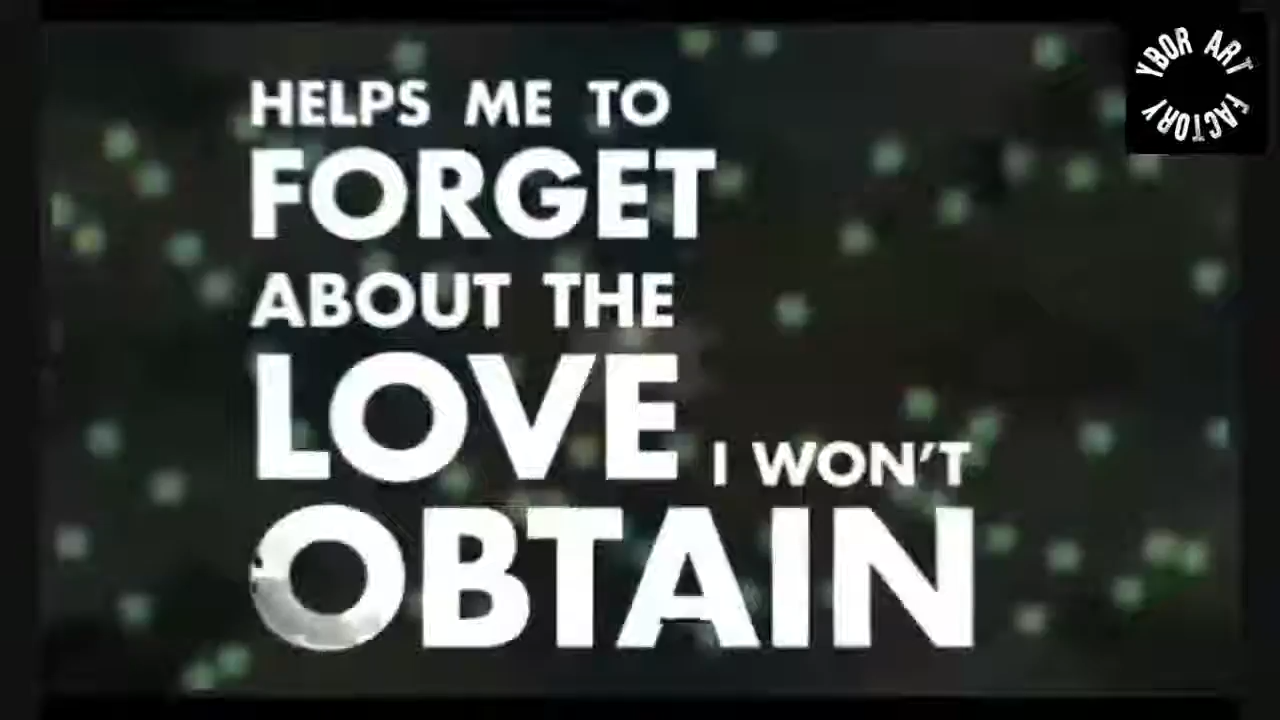 HELPS ME TO
FORGET
ABOUT THE
LOVE I WON'T
OBTAIN
YBOR ART
FACTORY